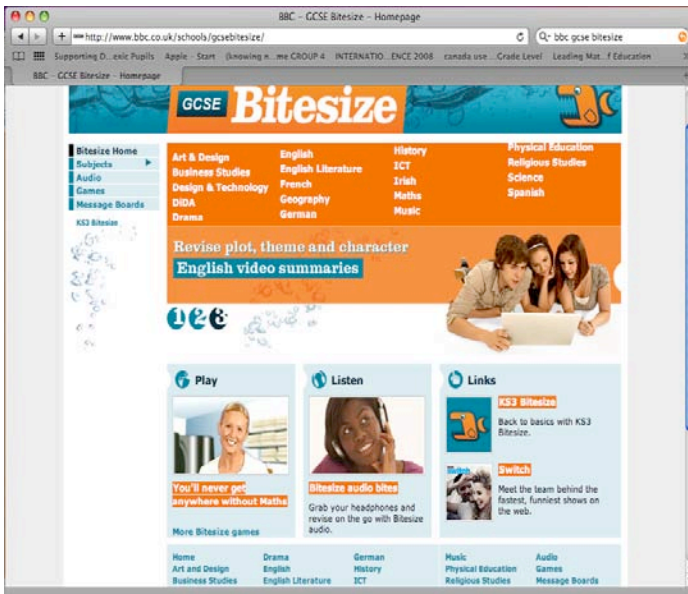 BBC – GCSE Bitesize – Homepage
http://www.bbc.co.uk/schools/gcsebitesize/
bbc gcse bitesize
Supporting D...exic Pupils Apple – Start (knowing n...me GROUP 4 INTERNATIO...ENCE 2008 canada use ... Grade Level Leading Mat...f Education
BBC – GCSE Bitesize – Homepage
GCSE Bitesize
Bitesize Home
Subjects
Audio
Games
Message Boards
KS3 Bitesize
Art & Design
Business Studies
Design & Technology
DiDA
Drama
English
English Literature
French
Geography
German
History
ICT
Irish
Maths
Music
Physical Education
Religious Studies
Science
Spanish
Revise plot, theme and character
English video summaries
1 2 3
Play
You'll never get
anywhere without Maths
More Bitesize games
Listen
Bitesize audio bites
Grab your headphones and
revise on the go with Bitesize
audio.
Links
KS3 Bitesize
Back to basics with KS3
Bitesize.
Switch
Switch
Meet the team behind the
fastest, funniest shows on
the web.
Home
Art and Design
Business Studies
Drama
English
English Literature
German
History
ICT
Music
Physical Education
Religious Studies
Audio
Games
Message Boards